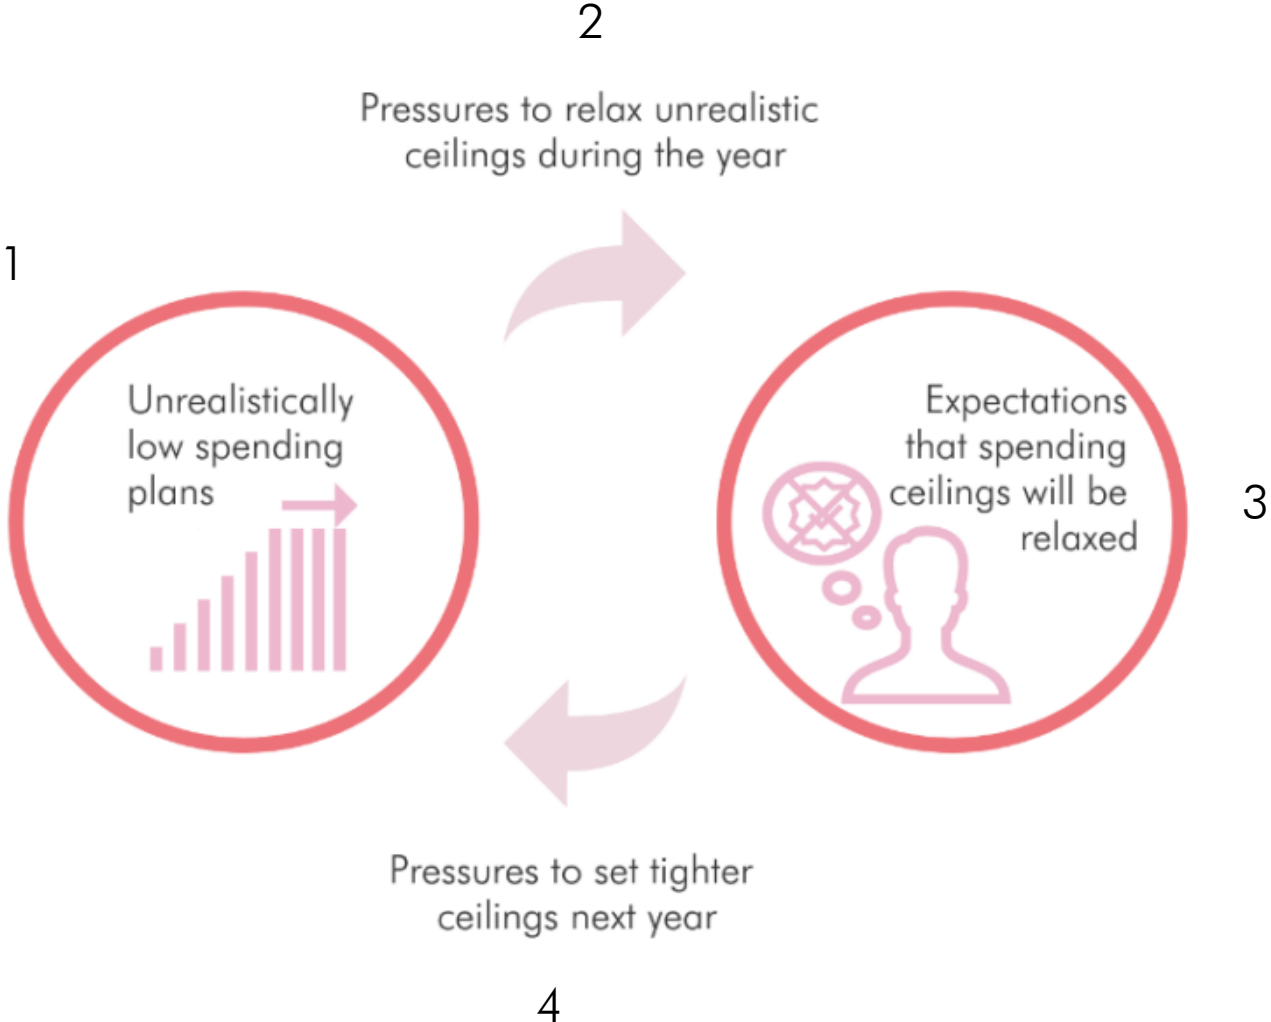 2
Pressures to relax unrealistic
ceilings during the year
1
Unrealistically
low spending
plans
Expectations
that spending
ceilings will be
relaxed
3
Pressures to set tighter
ceilings next year
4